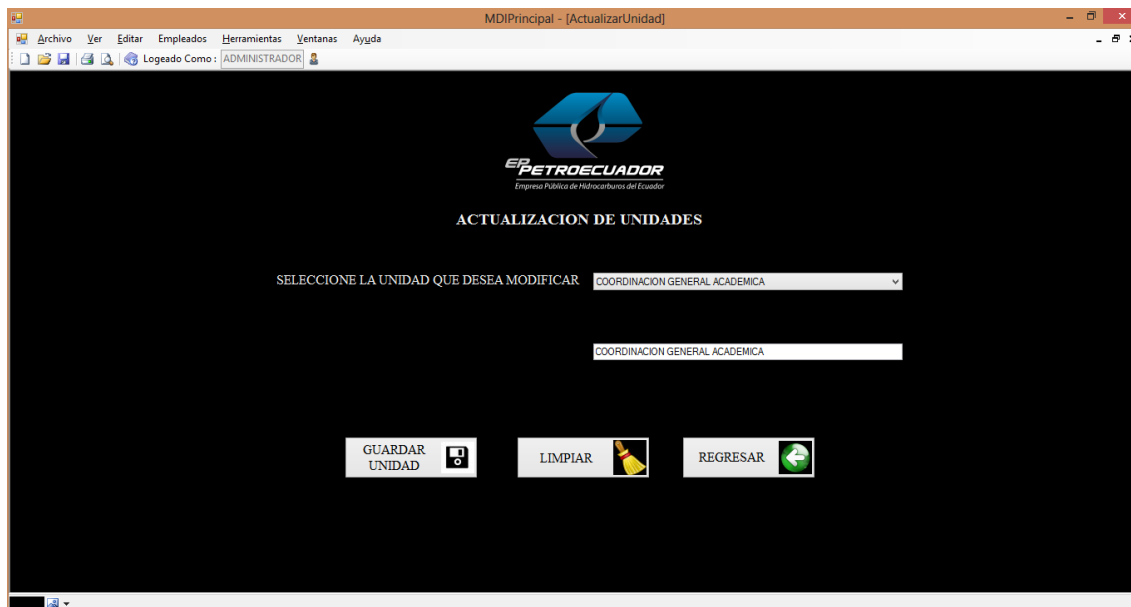 MDIPrincipal - [ActualizarUnidad]
Archivo Ver Editar Empleados Herramientas Ventanas Ayuda
Logeado Como : ADMINISTRADOR
EP PETROECUADOR
Empresa Pública de Hidrocarburos del Ecuador
ACTUALIZACION DE UNIDADES
SELECCIONE LA UNIDAD QUE DESEA MODIFICAR COORDINACION GENERAL ACADEMICA
COORDINACION GENERAL ACADEMICA
GUARDAR
UNIDAD
LIMPIAR
REGRESAR